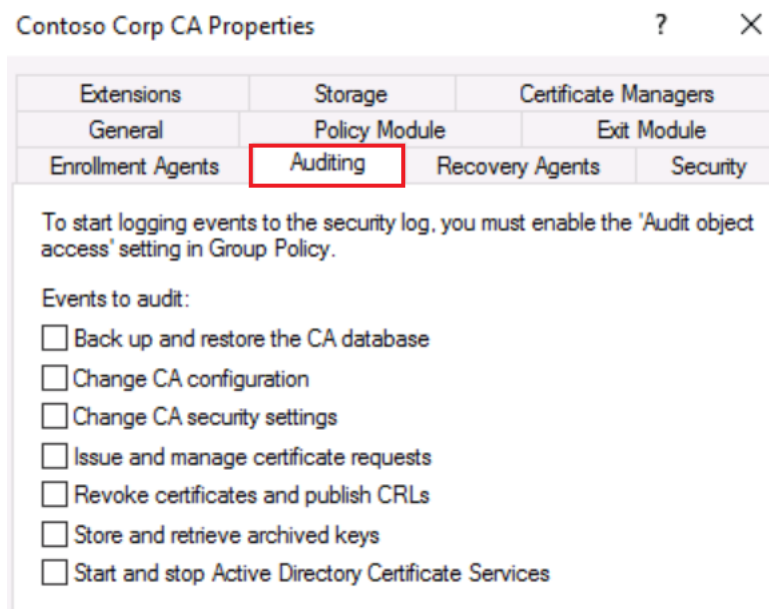 Contoso Corp CA Properties ? ×
Extensions Storage Certificate Managers
General Policy Module Exit Module
Enrollment Agents Auditing Recovery Agents Security
To start logging events to the security log, you must enable the 'Audit object
access' setting in Group Policy.
Events to audit:
Back up and restore the CA database
Change CA configuration
Change CA security settings
Issue and manage certificate requests
Revoke certificates and publish CRLs
Store and retrieve archived keys
Start and stop Active Directory Certificate Services